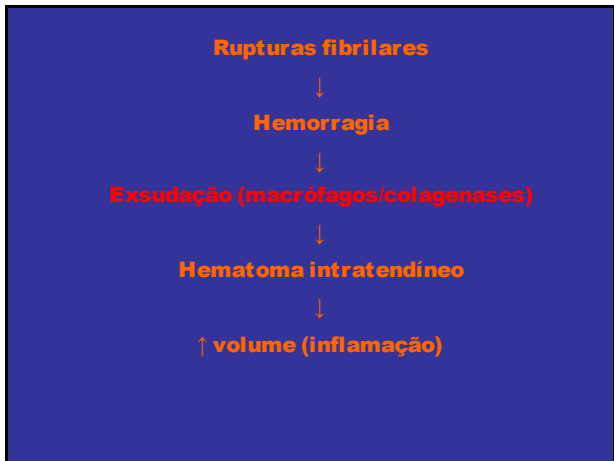 Rupturas fibrilares
↓
Hemorragia
↓
Exsudação (macrófagos/colagenases)
↓
Hematoma intratendíneo
↓
↑ volume (inflamação)